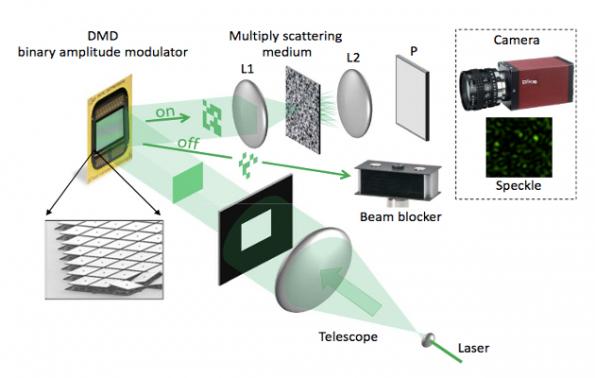 DMD
binary amplitude modulator
Multiply scattering
medium
L1
L2
P
Camera
on
off
Speckle
Beam blocker
Telescope
Laser